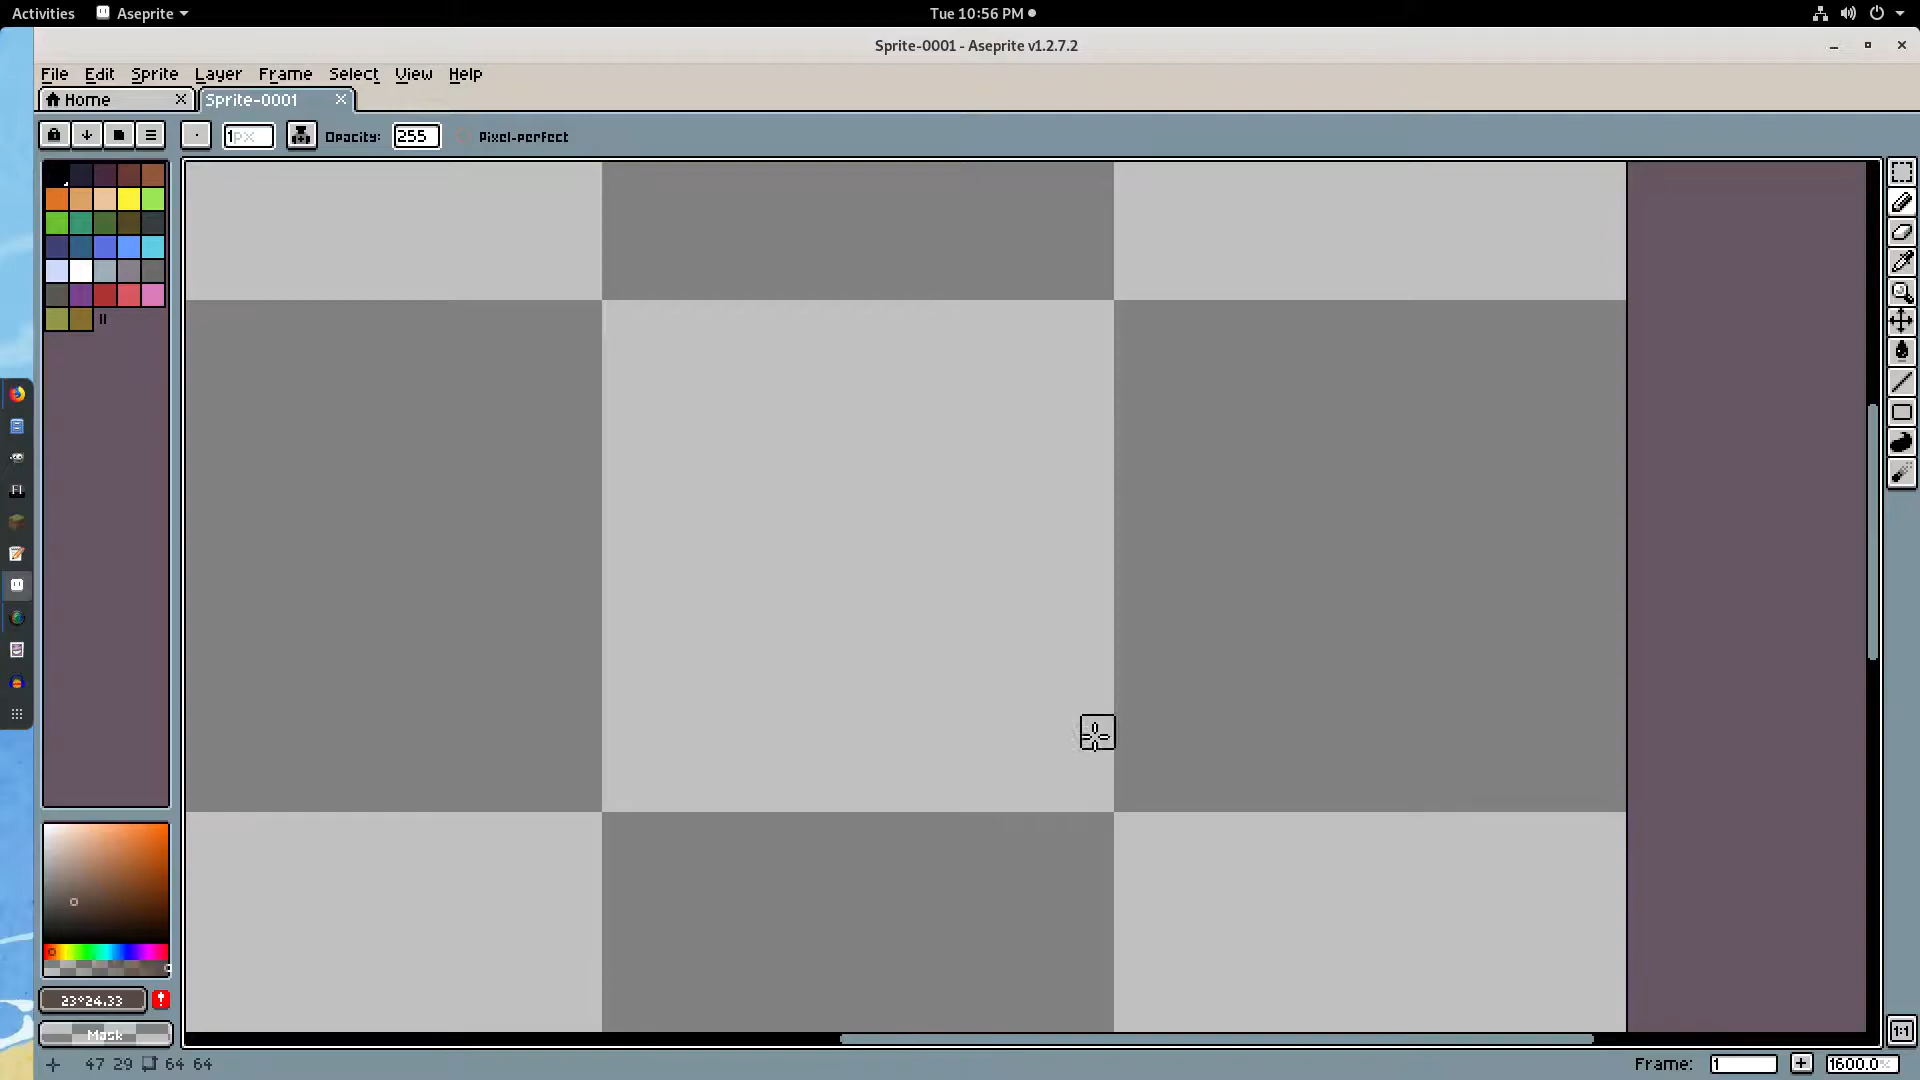 Activities Aseprite Tue 10:56 PM
Sprite-0001 - Aseprite v1.2.7.2
File Edit Sprite Layer Frame Select View Help
Home Sprite-0001
1px Opacity: 255 Pixel-perfect
23°24.33
Mask
1:1
47 29 64 64 Frame: 1 1600.0%